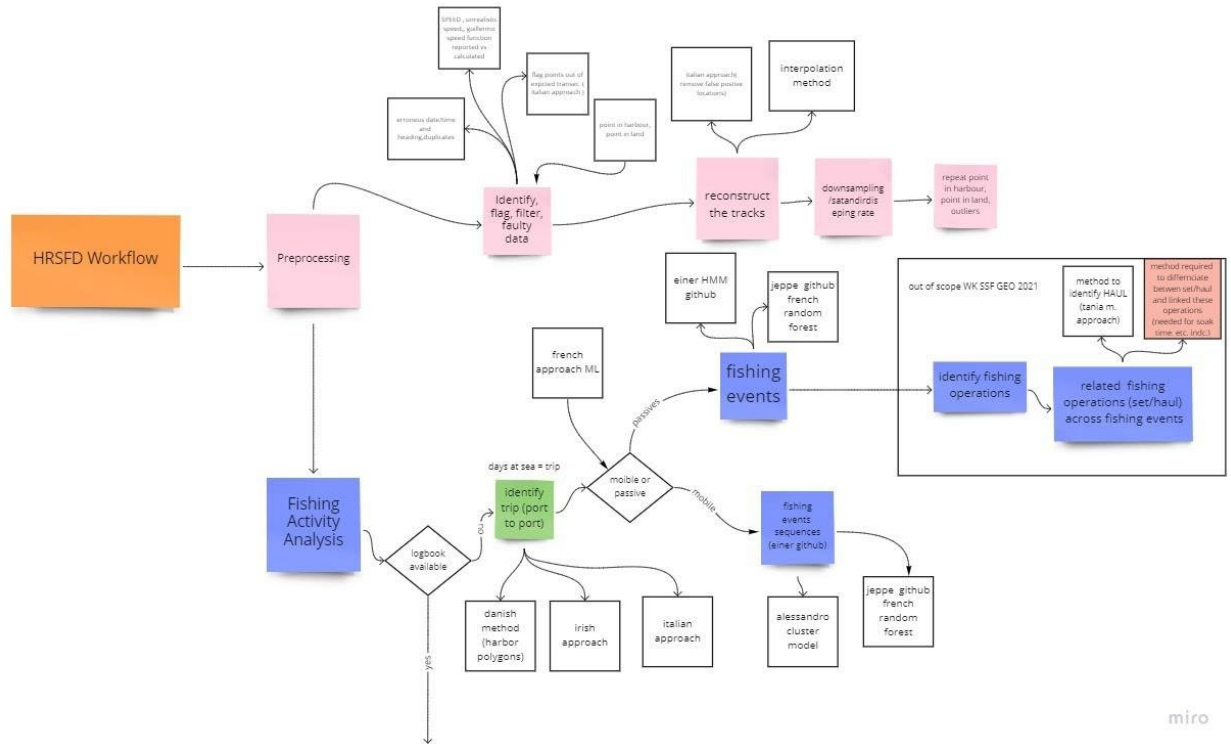 SPEED , unrealistic
speed,, guillermo
speed function
reported vs
calculated
flag points out of
expcted transec (
italian approach )
erroneus date/time
and
heading,duplicates
point in harbour,
point in land
italian approach(
remove false positive
locations)
interpolation
method
HRSFD Workflow
Preprocessing
Identify,
flag, filter,
faulty
data
reconstruct
the tracks
downsampling
/satandirdis
eping rate
repeat point
in harbour,
point in land,
outliers
einer HMM
github
jeppe github
french
random
forest
out of scope WK SSF GEO 2021
method to
identify HAUL
(tania m.
approach)
method required
to differnciate
betwen set/haul
and linked these
operations
(needed for soak
time. etc. indc.)
french
approach ML
fishing
events
identify fishing
operations
related fishing
operations (set/haul)
across fishing events
passives
days at sea = trip
identify
trip (port
to port)
moible or
passive
mobile
Fishing
Activity
Analysis
logbook
available
no
fishing
events
sequences
(einer github)
danish
method
(harbor
polygons)
irish
approach
italian
approach
alessandro
cluster
model
jeppe github
french
random
forest
yes
miro